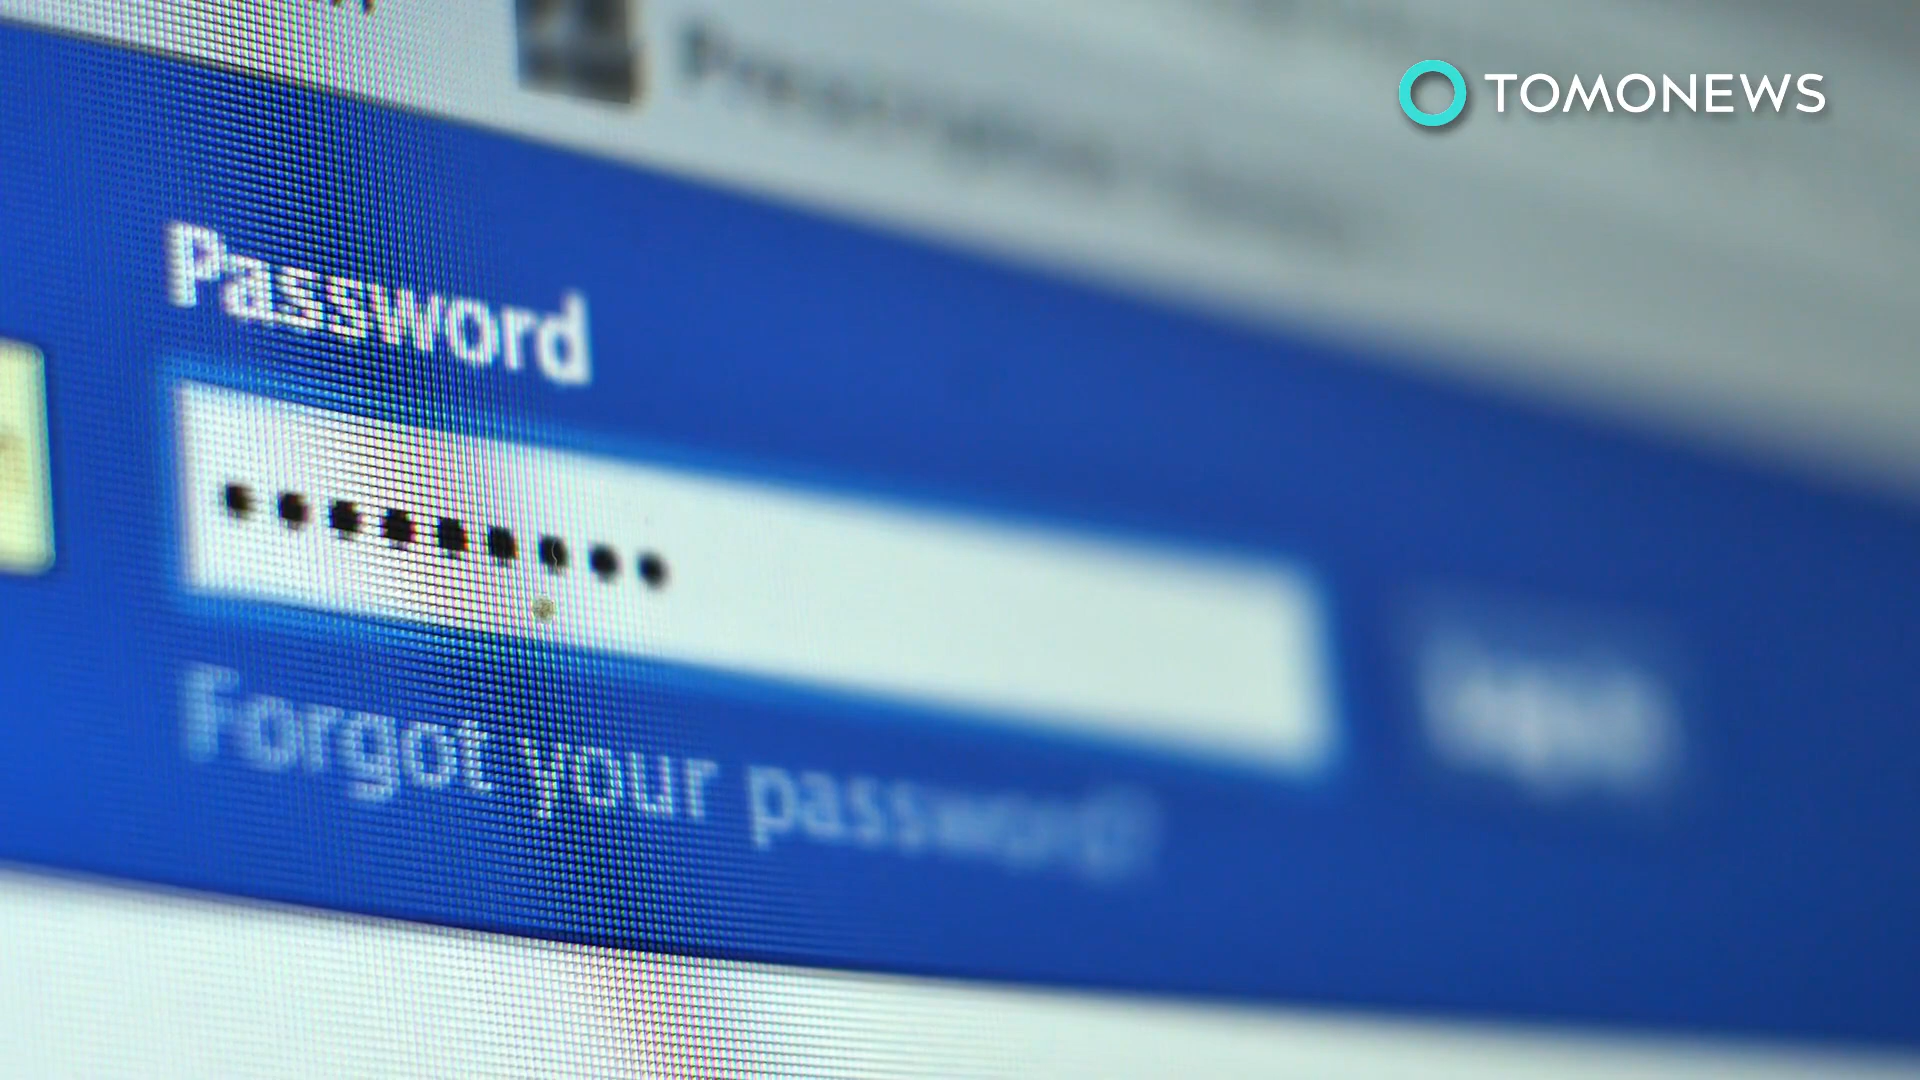 TOMONEWS
Password
•••••••••
Forgot your password?